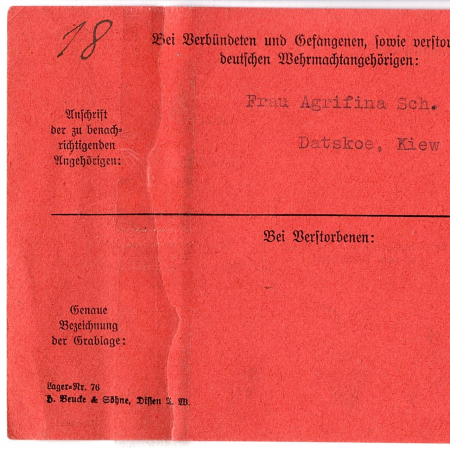 18
Bei Verbündeten und Gefangenen, sowie verstor
deutschen Wehrmachtangehörigen:
Anschrift
der zu benach-
richtigenden
Angehörigen:
Frau Agrifina Sch.
Datskoe, Kiew
Bei Verstorbenen:
Genaue
Bezeichnung
der Grablage:
Lager-Nr. 76
H. Beucke & Söhne, Dissen T. W.